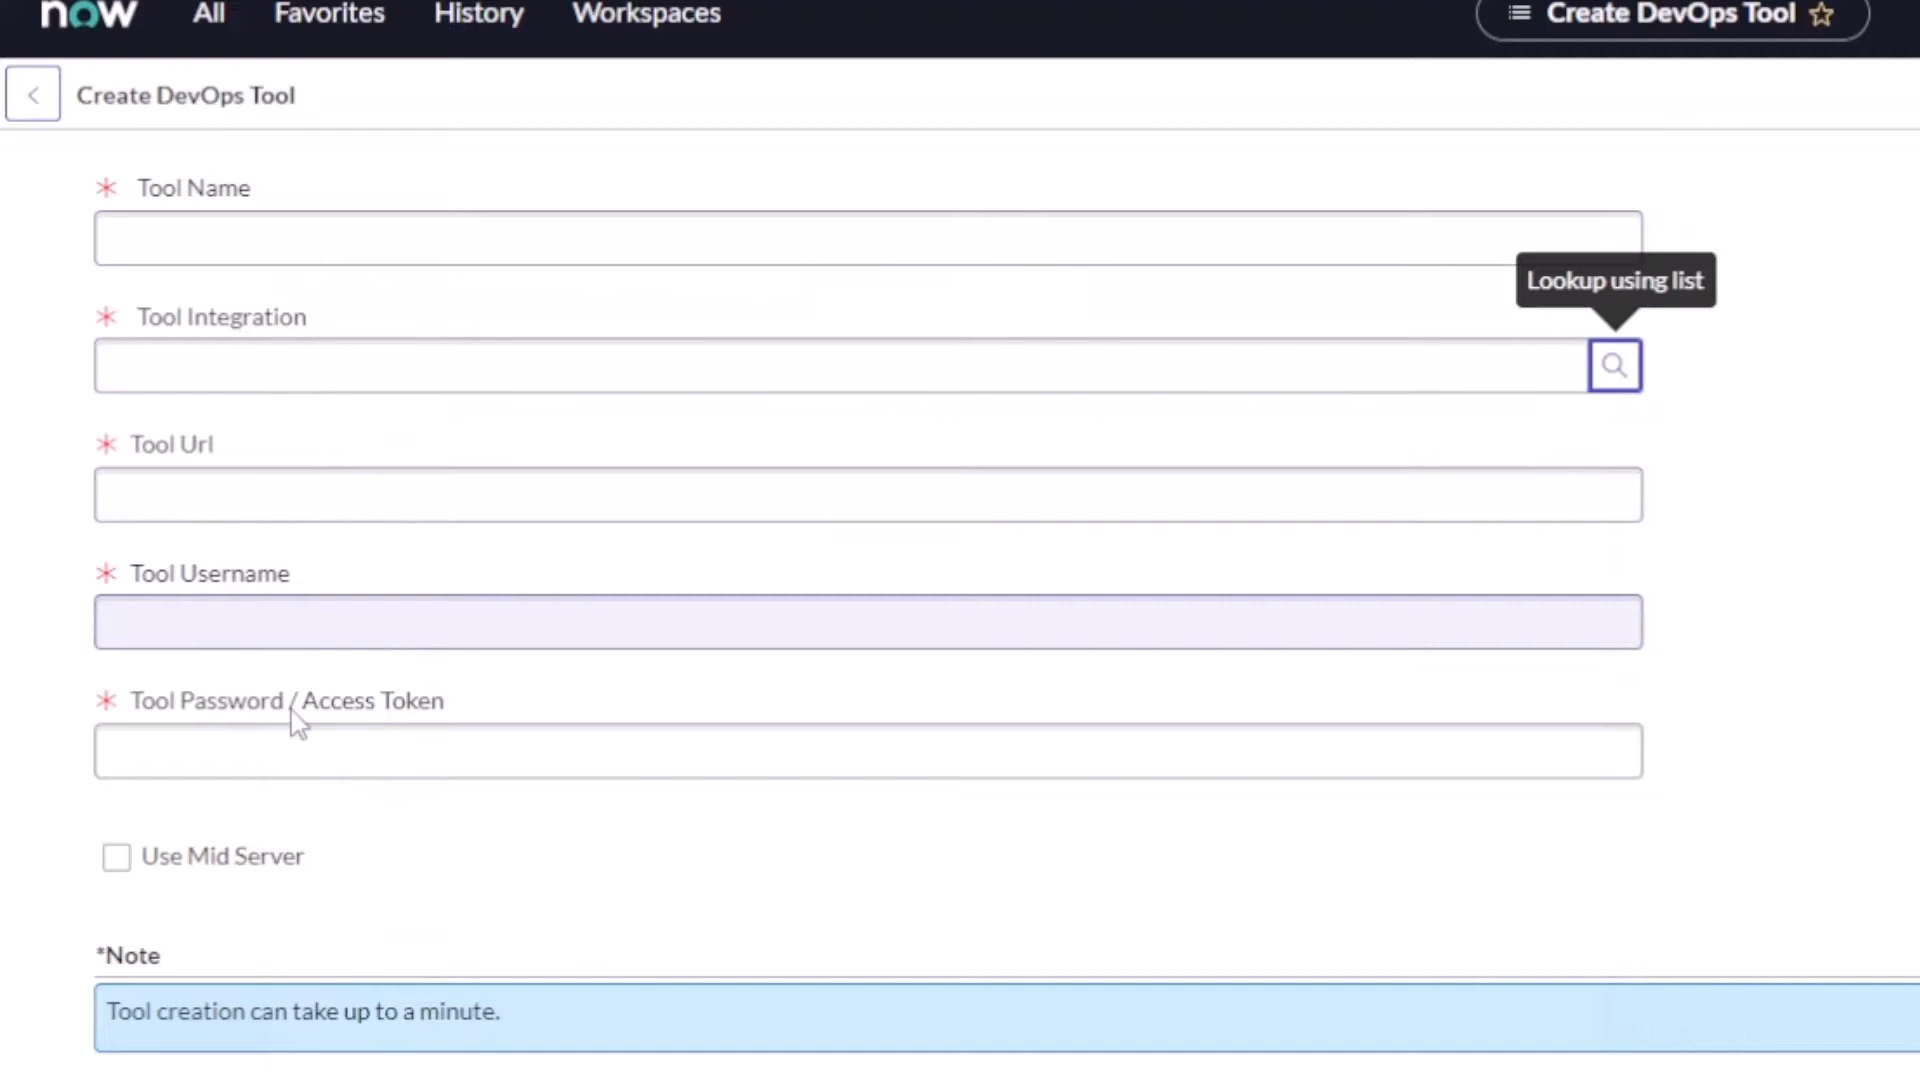 now All Favorites History Workspaces Create DevOps Tool
Create DevOps Tool
* Tool Name
Lookup using list
* Tool Integration
* Tool Url
* Tool Username
* Tool Password / Access Token
Use Mid Server
*Note
Tool creation can take up to a minute.